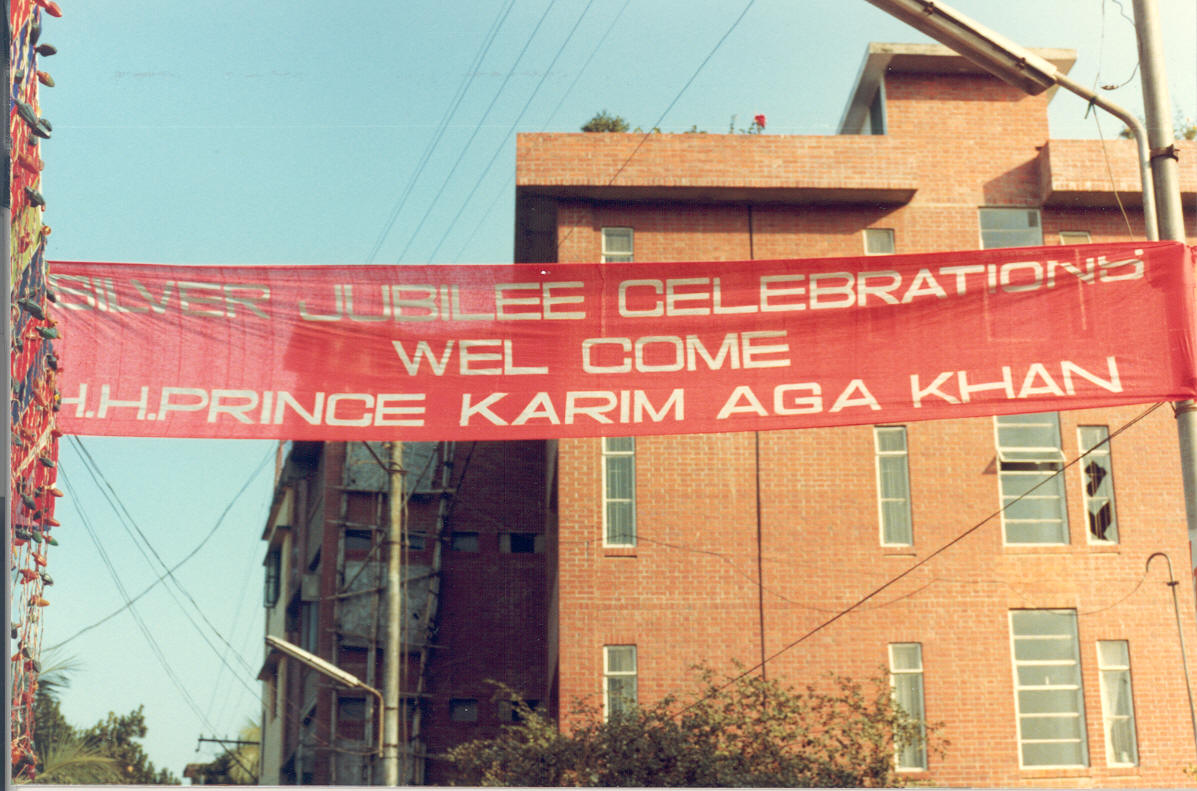 SILVER JUBILEE CELEBRATIONS
WEL COME
H.H.PRINCE KARIM AGA KHAN